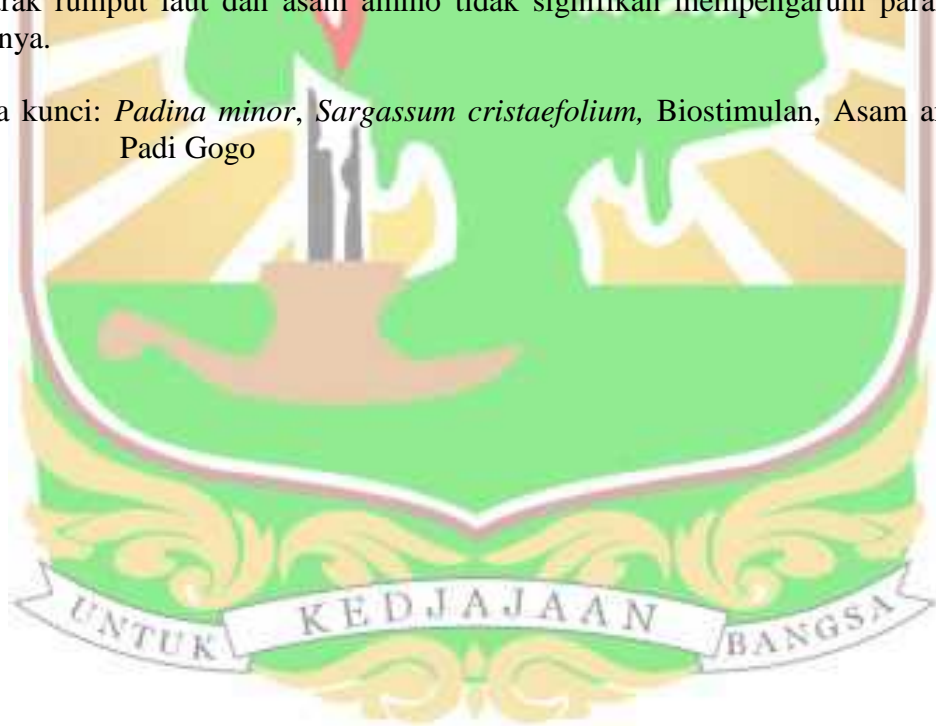 rak rumput laut dan asam amino tidak signifikan mempengaruhi para
nya.
a kunci: Padina minor, Sargassum cristaefolium, Biostimulan, Asam a
Padi Gogo
UNTUK KEDJAJAAN BANGSA